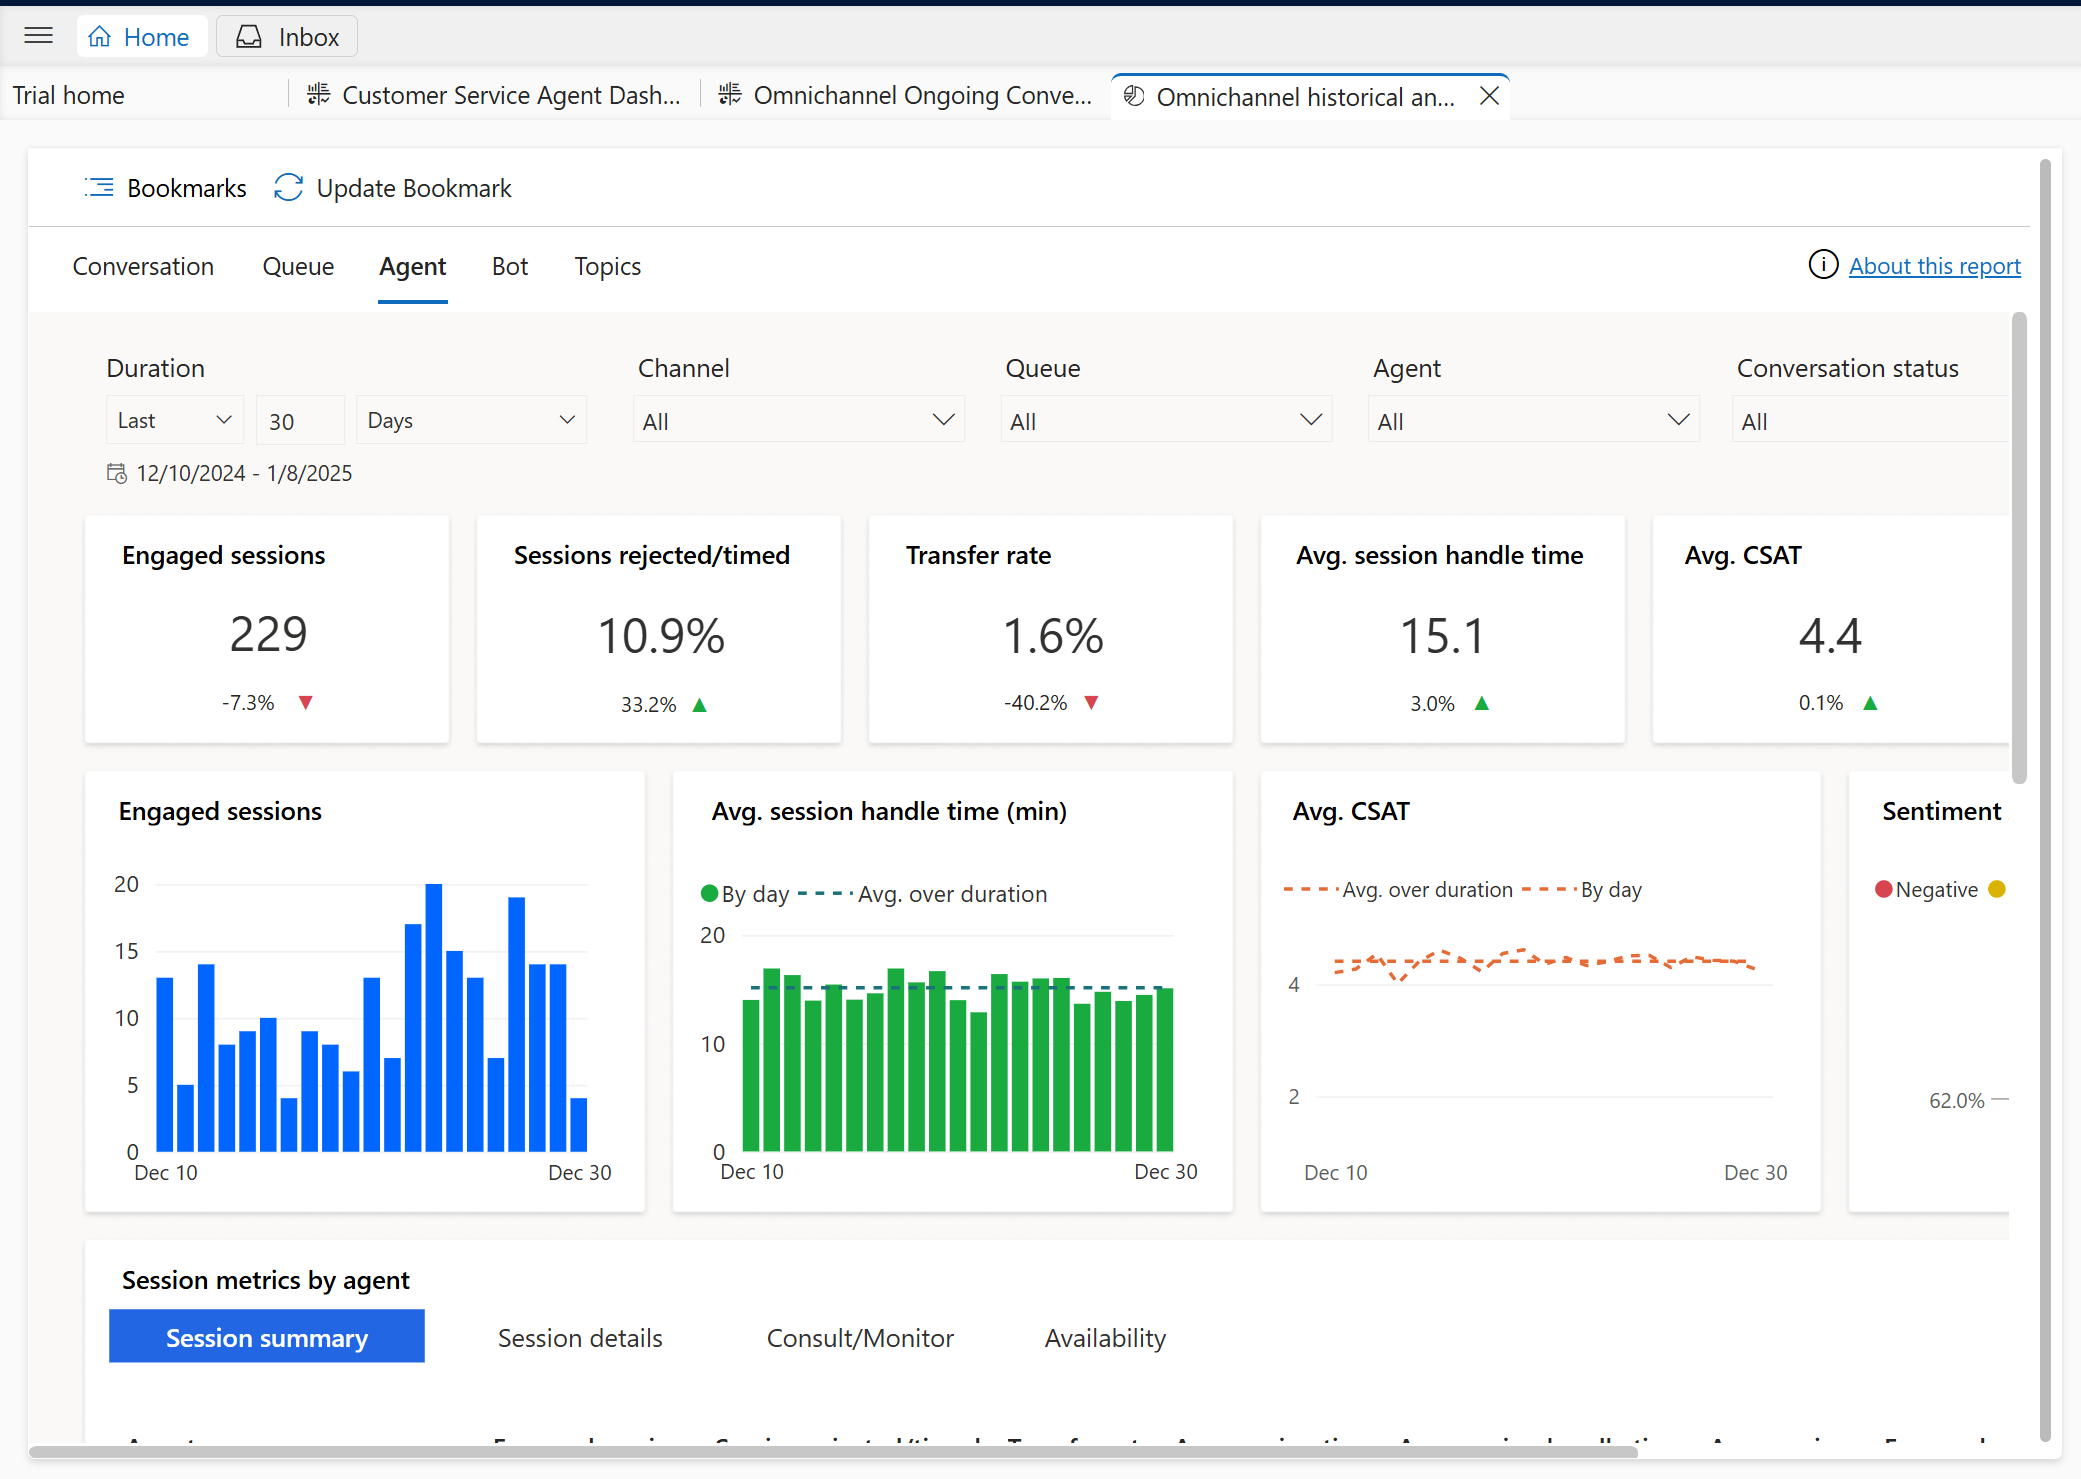 Home
Inbox
Trial home
Customer Service Agent Dash...
Omnichannel Ongoing Conve...
Omnichannel historical an...
Bookmarks
Update Bookmark
Conversation
Queue
Agent
Bot
Topics
About this report
Duration
Channel
Queue
Agent
Conversation status
Last
30
Days
All
All
All
All
12/10/2024 - 1/8/2025
Engaged sessions
229
-7.3%
Sessions rejected/timed
10.9%
33.2%
Transfer rate
1.6%
-40.2%
Avg. session handle time
15.1
3.0%
Avg. CSAT
4.4
0.1%
Engaged sessions
20
15
10
5
0
Dec 10
Dec 30
Avg. session handle time (min)
By day
Avg. over duration
20
10
0
Dec 10
Dec 30
Avg. CSAT
Avg. over duration
By day
4
2
Dec 10
Dec 30
Sentiment
Negative
62.0%
Session metrics by agent
Session summary
Session details
Consult/Monitor
Availability